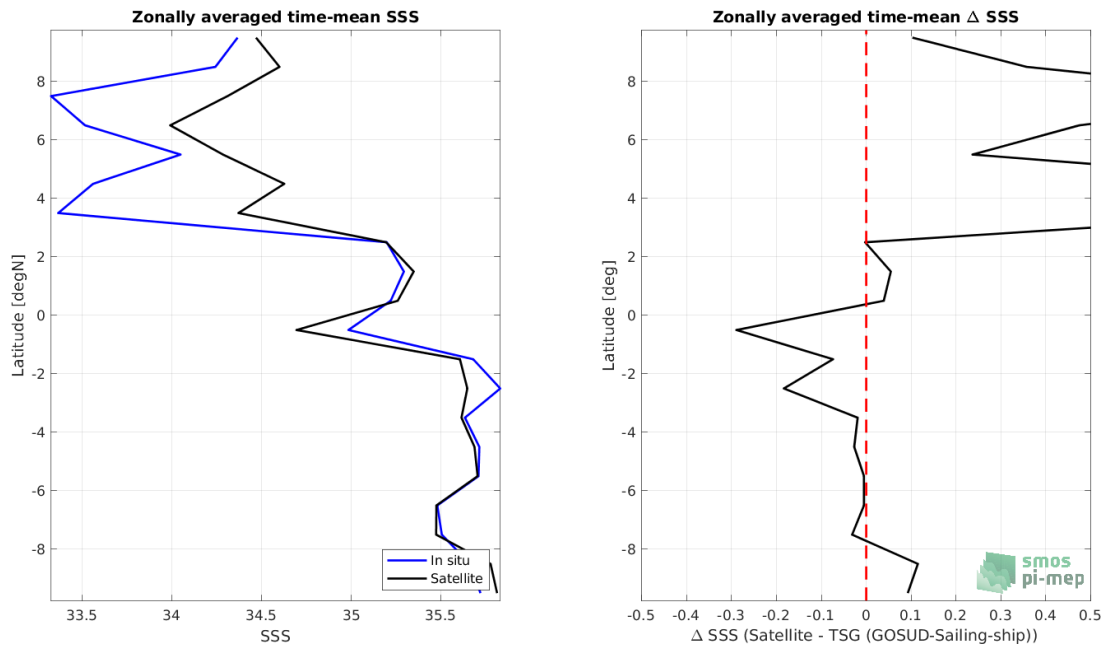 Zonally averaged time-mean SSS
Latitude [degN]
8
6
4
2
0
-2
-4
-6
-8
33.5 34 34.5 35 35.5
SSS
In situ
Satellite
Zonally averaged time-mean Δ SSS
Latitude [deg]
8
6
4
2
0
-2
-4
-6
-8
-0.5 -0.4 -0.3 -0.2 -0.1 0 0.1 0.2 0.3 0.4 0.5
Δ SSS (Satellite - TSG (GOSUD-Sailing-ship))
smos
pi-mep